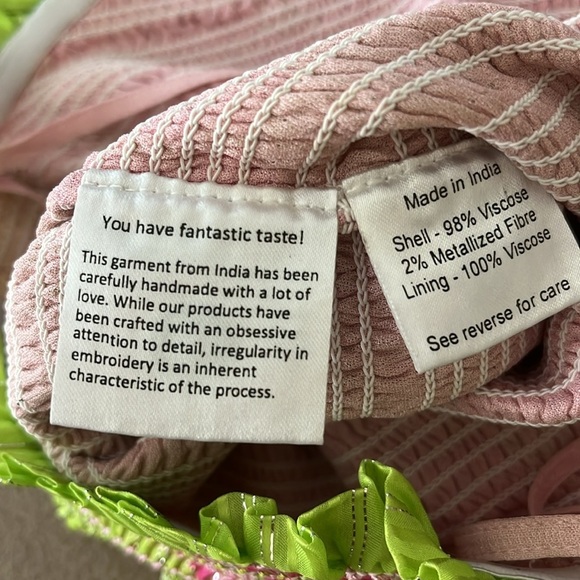 You have fantastic taste!
This garment from India has been
carefully handmade with a lot of
love. While our products have
been crafted with an obsessive
attention to detail, irregularity in
embroidery is an inherent
characteristic of the process.
Made in India
Shell - 98% Viscose
2% Metallized Fibre
Lining - 100% Viscose
See reverse for care